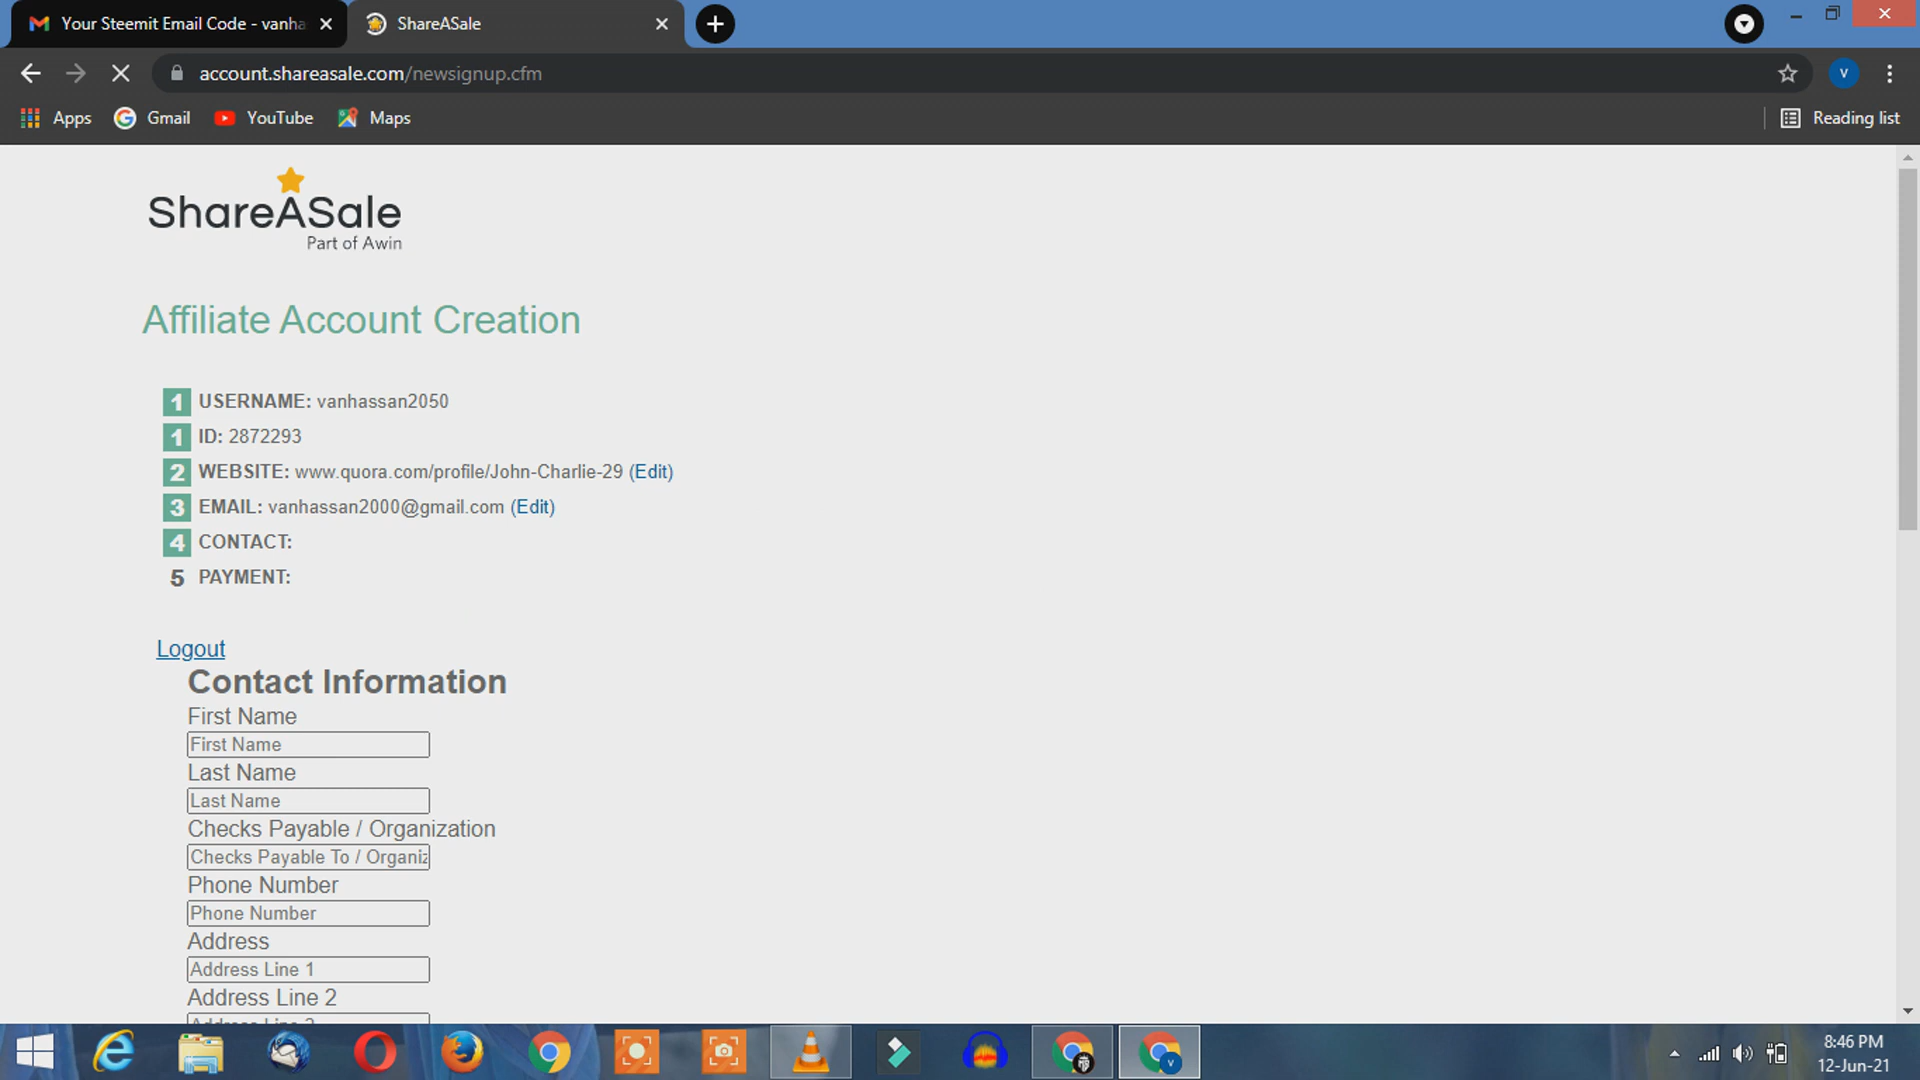 Your Steemit Email Code - vanha
ShareASale
account.shareasale.com/newsignup.cfm
V
Apps
Gmail
YouTube
Maps
Reading list
ShareASale
Part of Awin
Affiliate Account Creation
1 USERNAME: vanhassan2050
1 ID: 2872293
2 WEBSITE: www.quora.com/profile/John-Charlie-29 (Edit)
3 EMAIL: vanhassan2000@gmail.com (Edit)
4 CONTACT:
5 PAYMENT:
Logout
Contact Information
First Name
First Name
Last Name
Last Name
Checks Payable / Organization
Checks Payable To / Organiz
Phone Number
Phone Number
Address
Address Line 1
Address Line 2
Address Line 2
V
8:46 PM
12-Jun-21